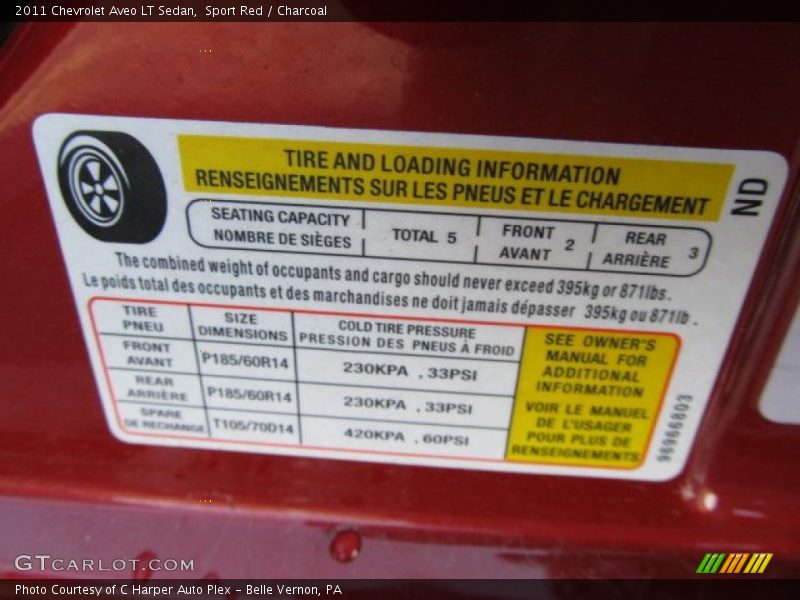 2011 Chevrolet Aveo LT Sedan,  Sport Red / Charcoal
TIRE AND LOADING INFORMATION
RENSEIGNEMENTS SUR LES PNEUS ET LE CHARGEMENT
ND
SEATING CAPACITY
NOMBRE DE SIÈGES
TOTAL 5
FRONT
AVANT
2
REAR
ARRIÈRE
3
The combined weight of occupants and cargo should never exceed 395kg or 871lbs.
Le poids total des occupants et des marchandises ne doit jamais dépasser 395kg ou 871lb.
TIRE
PNEU
SIZE
DIMENSIONS
COLD TIRE PRESSURE
PRESSION DES PNEUS À FROID
FRONT
AVANT
P185/60R14
230KPA , 33PSI
REAR
ARRIÈRE
P185/60R14
230KPA , 33PSI
SPARE
DE RECHANGE
T105/70D14
420KPA , 60PSI
SEE OWNER'S
MANUAL FOR
ADDITIONAL
INFORMATION
VOIR LE MANUEL
DE L'USAGER
POUR PLUS DE
RENSEIGNEMENTS
96966803
GTCARLOT.COM
Photo Courtesy of C Harper Auto Plex - Belle Vernon, PA